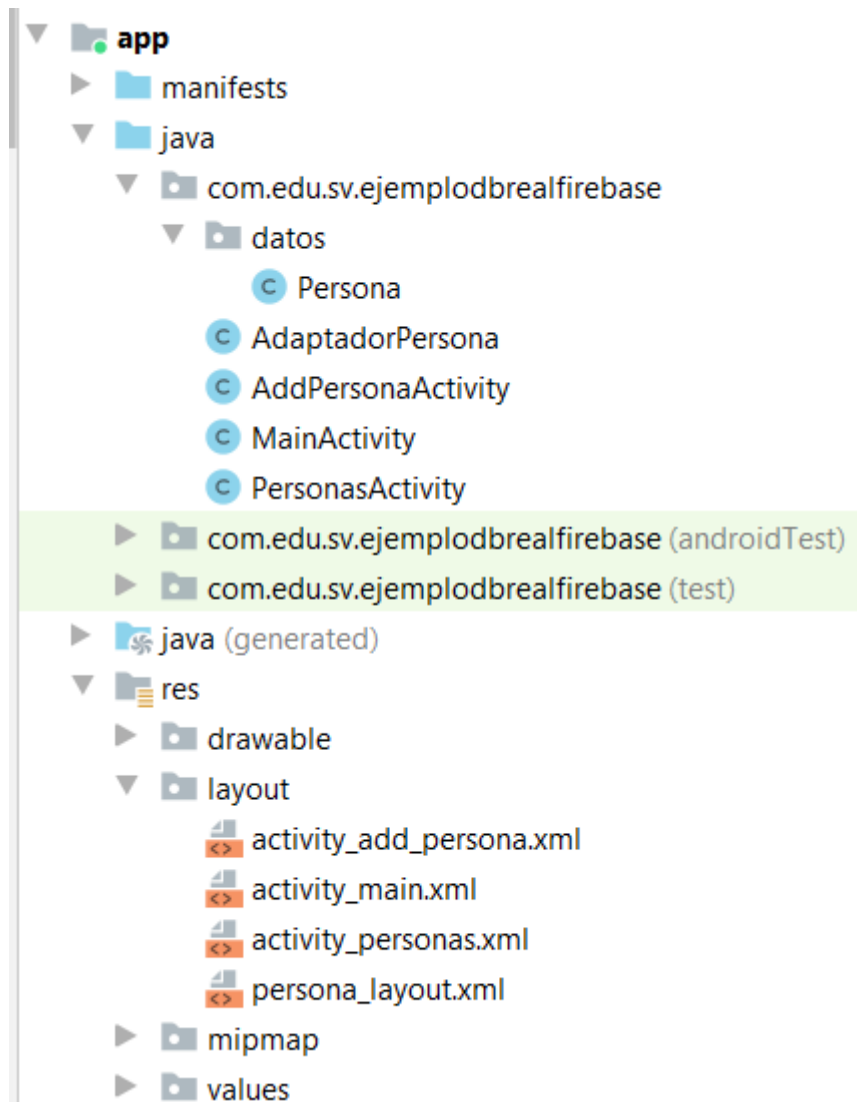 app
manifests
java
com.edu.sv.ejemplodbrealfirebase
datos
C Persona
C AdaptadorPersona
C AddPersonaActivity
C MainActivity
C PersonasActivity
com.edu.sv.ejemplodbrealfirebase (androidTest)
com.edu.sv.ejemplodbrealfirebase (test)
java (generated)
res
drawable
layout
activity_add_persona.xml
activity_main.xml
activity_personas.xml
persona_layout.xml
mipmap
values